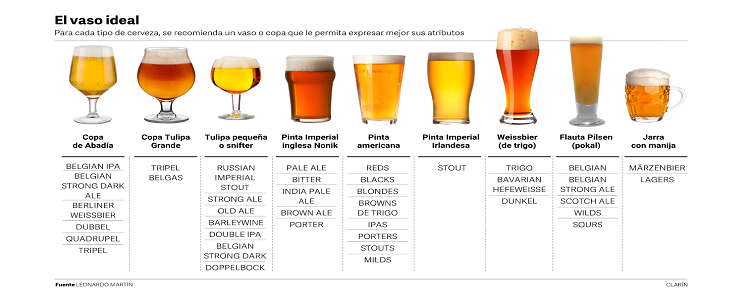 El vaso ideal
Para cada tipo de cerveza, se recomienda un vaso o copa que le permita expresar mejor sus atributos
Copa
de Abadía
BELGIAN IPA
BELGIAN
STRONG DARK
ALE
BERLINER
WEISSBIER
DUBBEL
QUADRUPEL
TRIPEL
Copa Tulipa
Grande
TRIPEL
BELGAS
Tulipa pequeña
o snifter
RUSSIAN
IMPERIAL
STOUT
STRONG ALE
OLD ALE
BARLEYWINE
DOUBLE IPA
BELGIAN
STRONG DARK
DOPPELBOCK
Pinta Imperial
inglesa Nonik
PALE ALE
BITTER
INDIA PALE
ALE
BROWN ALE
PORTER
Pinta
americana
REDS
BLACKS
BLONDES
BROWNS
DE TRIGO
IPAS
PORTERS
STOUTS
MILDS
Pinta Imperial
Irlandesa
STOUT
Weissbier
(de trigo)
TRIGO
BAVARIAN
HEFEWEISSE
DUNKEL
Flauta Pilsen
(pokal)
BELGIAN
BELGIAN
STRONG ALE
SCOTCH ALE
WILDS
SOURS
Jarra
con manija
MÄRZENBIER
LAGERS
Fuente LEONARDO MARTÍN
CLARÍN